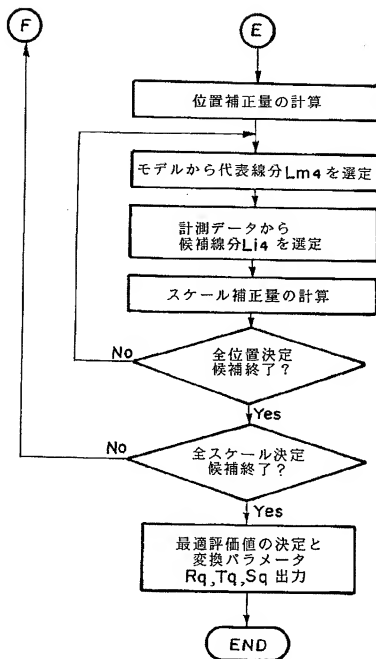 F
E
位置補正量の計算
モデルから代表線分Lm4を選定
計測データから
候補線分Li4を選定
スケール補正量の計算
No
全位置決定
候補終了?
Yes
No
全スケール決定
候補終了?
Yes
最適評価値の決定と
変換パラメータ
Rq,Tq,Sq 出力
END